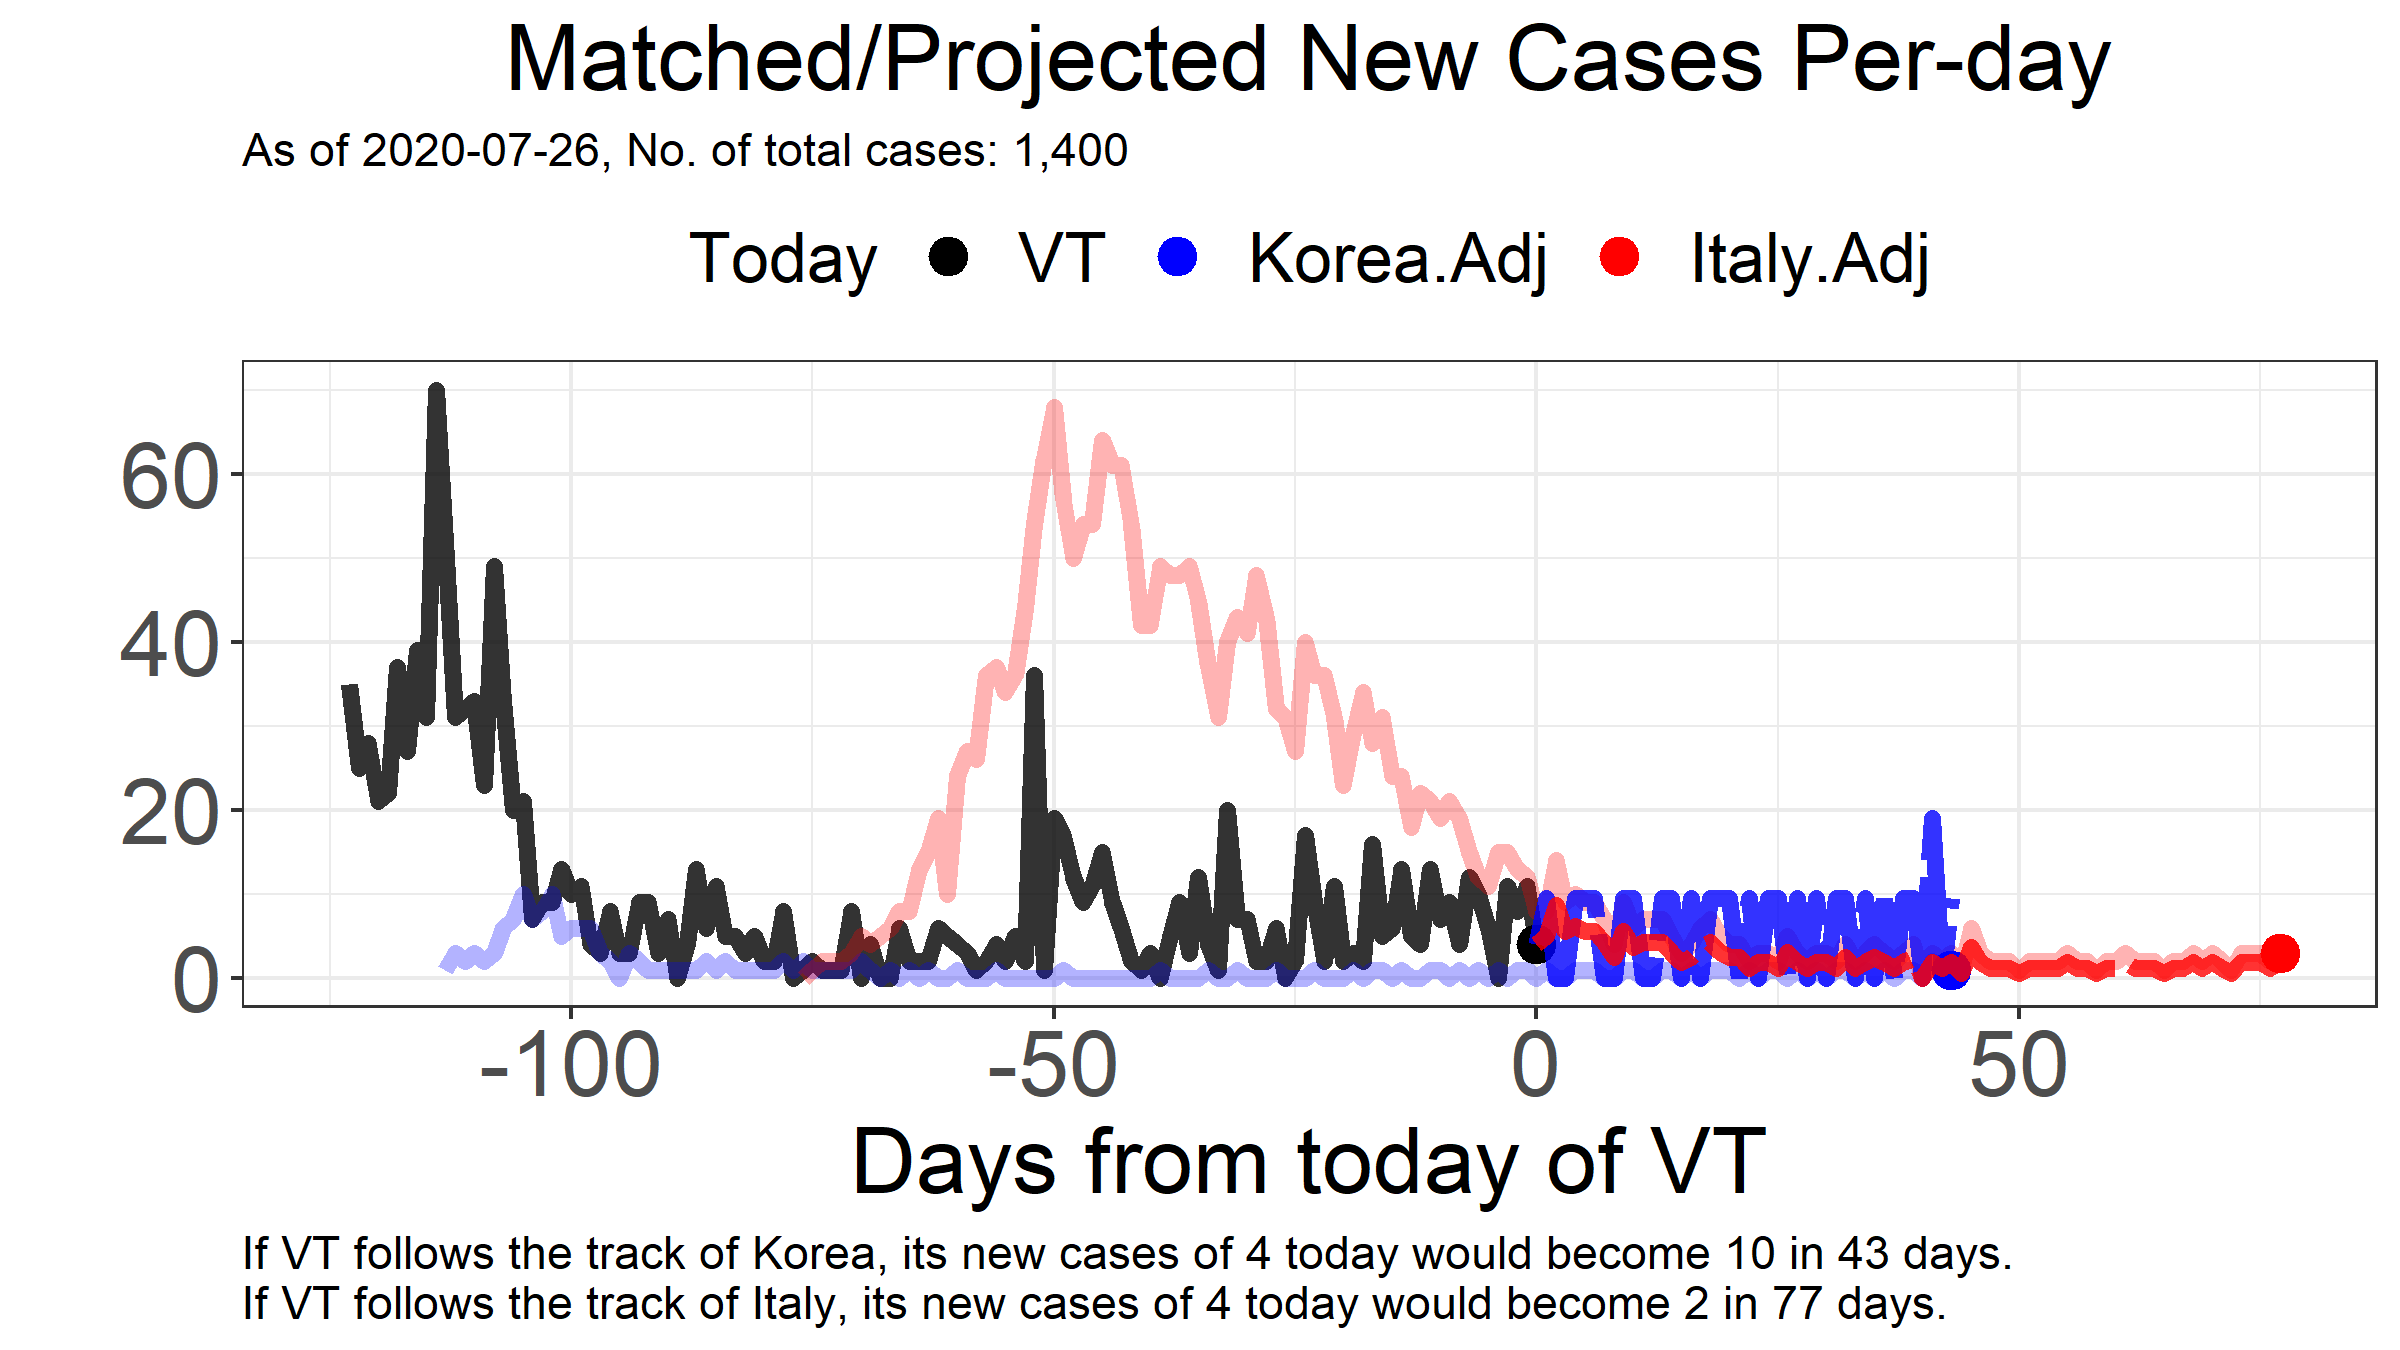 Matched/Projected New Cases Per-day
As of 2020-07-26, No. of total cases: 1,400
Today VT Korea.Adj Italy.Adj
60
40
20
0
-100 -50 0 50
Days from today of VT
If VT follows the track of Korea, its new cases of 4 today would become 10 in 43 days.
If VT follows the track of Italy, its new cases of 4 today would become 2 in 77 days.